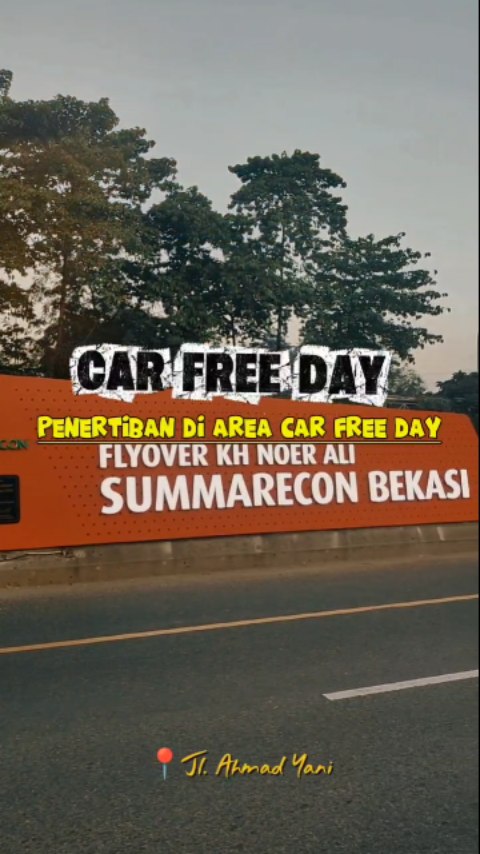 CAR FREE DAY
PENERTIBAN Di AREA CAR FREE DAY
FLYOVER KH NOER ALI
SUMMARECON BEKASI
Jl. Ahmad Yani